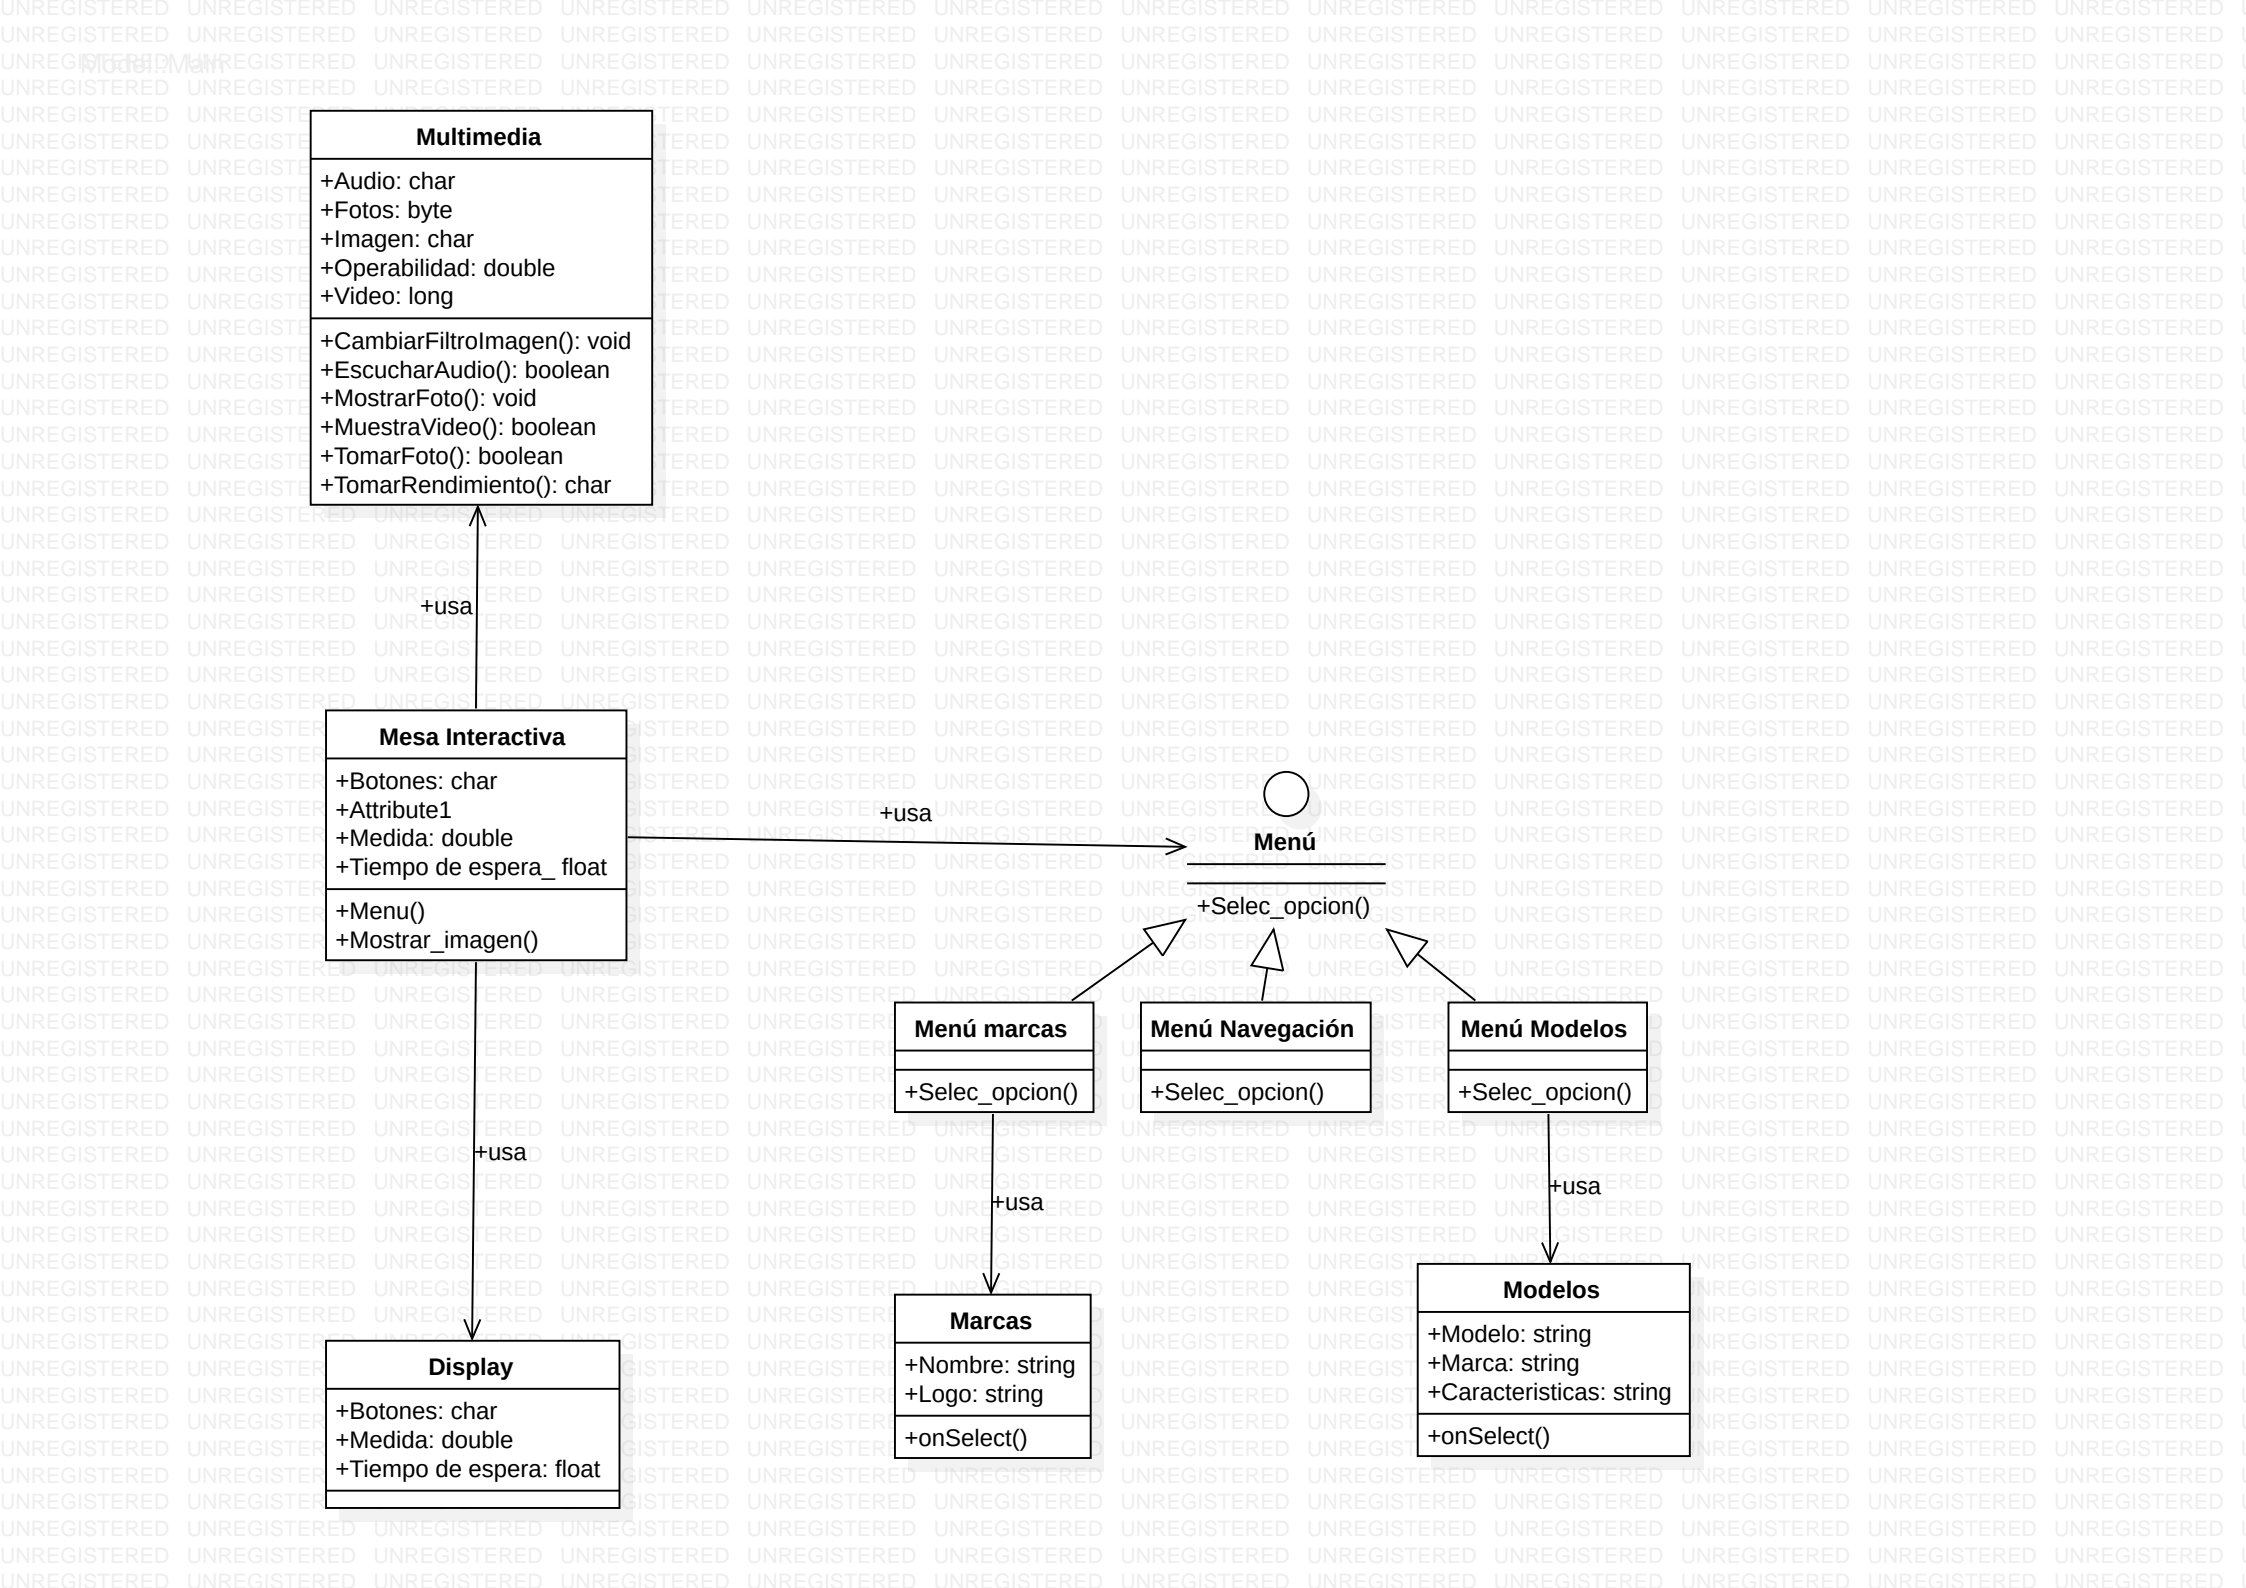 Model::Main
Multimedia
+Audio: char
+Fotos: byte
+Imagen: char
+Operabilidad: double
+Video: long
+CambiarFiltroImagen(): void
+EscucharAudio(): boolean
+MostrarFoto(): void
+MuestraVideo(): boolean
+TomarFoto(): boolean
+TomarRendimiento(): char
+usa
Mesa Interactiva
+Botones: char
+Attribute1
+Medida: double
+Tiempo de espera_ float
+Menu()
+Mostrar_imagen()
+usa
Menú
+Selec_opcion()
Menú marcas
+Selec_opcion()
Menú Navegación
+Selec_opcion()
Menú Modelos
+Selec_opcion()
+usa
+usa
+usa
Display
+Botones: char
+Medida: double
+Tiempo de espera: float
Marcas
+Nombre: string
+Logo: string
+onSelect()
Modelos
+Modelo: string
+Marca: string
+Caracteristicas: string
+onSelect()
UNREGISTERED